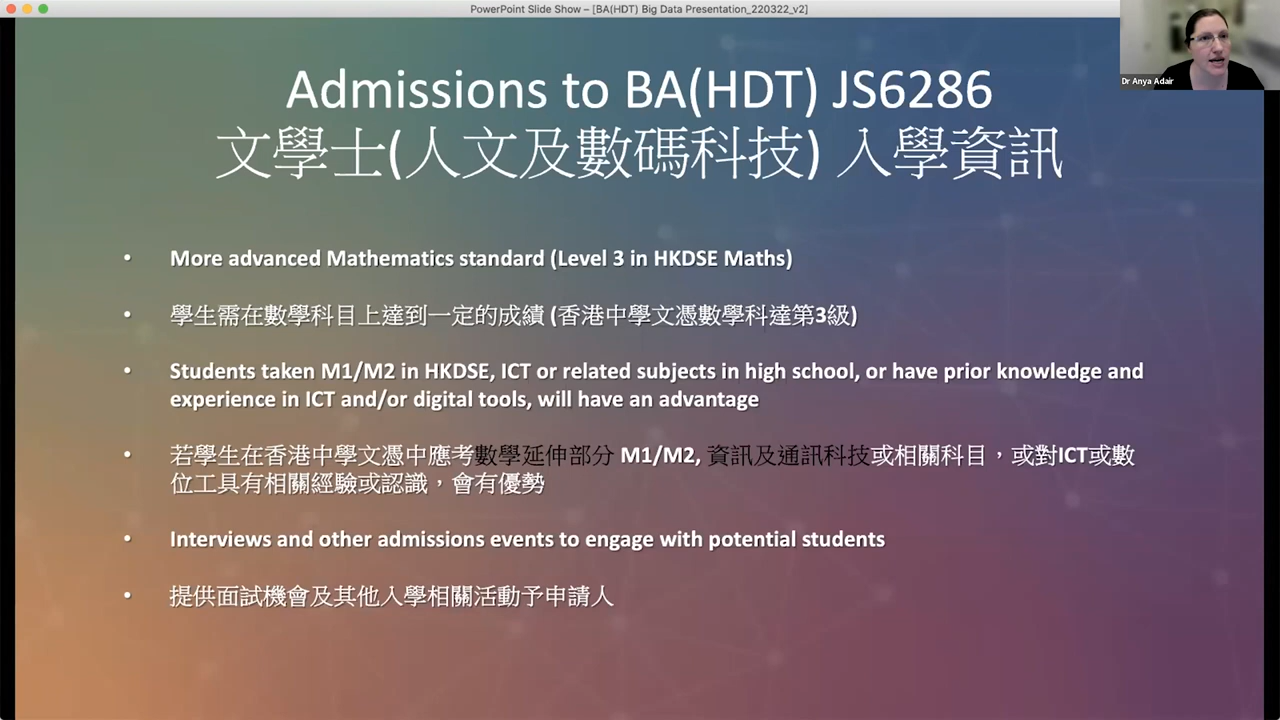 PowerPoint Slide Show – [BA(HDT) Big Data Presentation_220322_v2]
Dr Anya Adair
Admissions to BA(HDT) JS6286
文學士(人文及數碼科技) 入學資訊
• More advanced Mathematics standard (Level 3 in HKDSE Maths)
• 學生需在數學科目上達到一定的成績 (香港中學文憑數學科達第3級)
• Students taken M1/M2 in HKDSE, ICT or related subjects in high school, or have prior knowledge and
experience in ICT and/or digital tools, will have an advantage
• 若學生在香港中學文憑中應考數學延伸部分 M1/M2, 資訊及通訊科技或相關科目，或對ICT或數
位工具有相關經驗或認識，會有優勢
• Interviews and other admissions events to engage with potential students
• 提供面試機會及其他入學相關活動予申請人